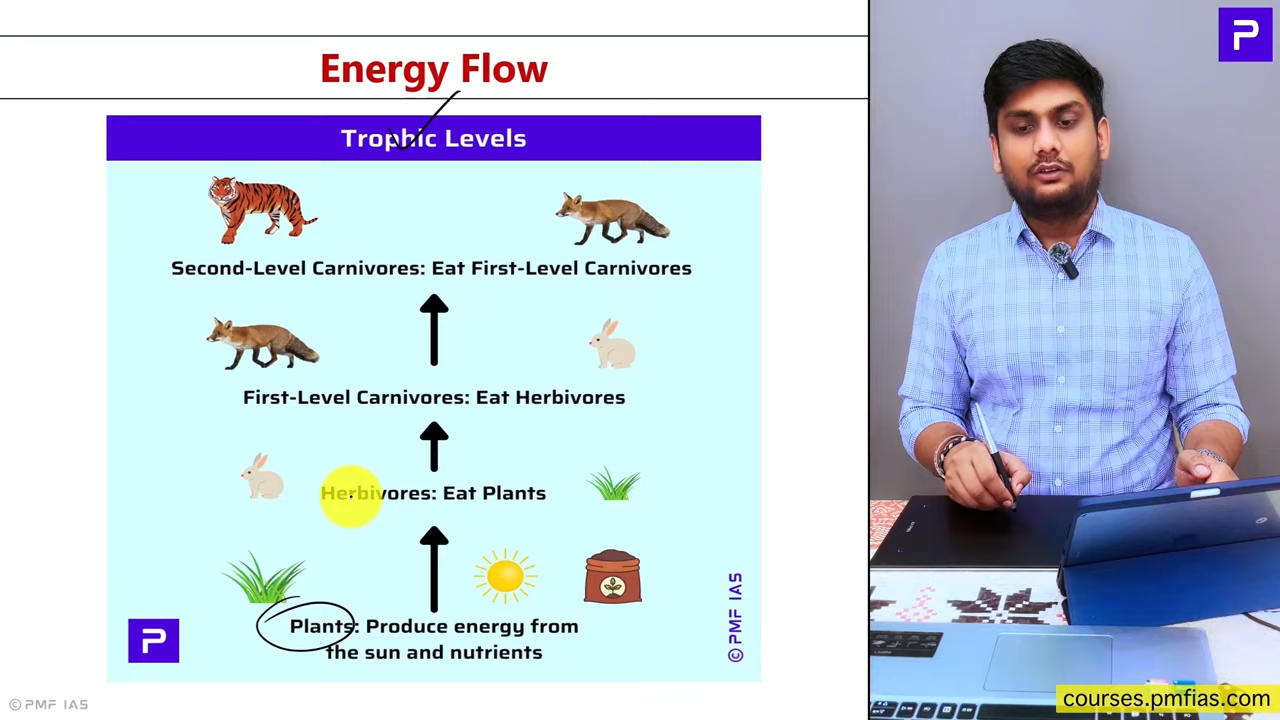 Energy Flow
Trophic Levels
Second-Level Carnivores: Eat First-Level Carnivores
First-Level Carnivores: Eat Herbivores
Herbivores: Eat Plants
Plants: Produce energy from
the sun and nutrients
© PMF IAS
P
© PMF IAS
P
courses.pmfias.com